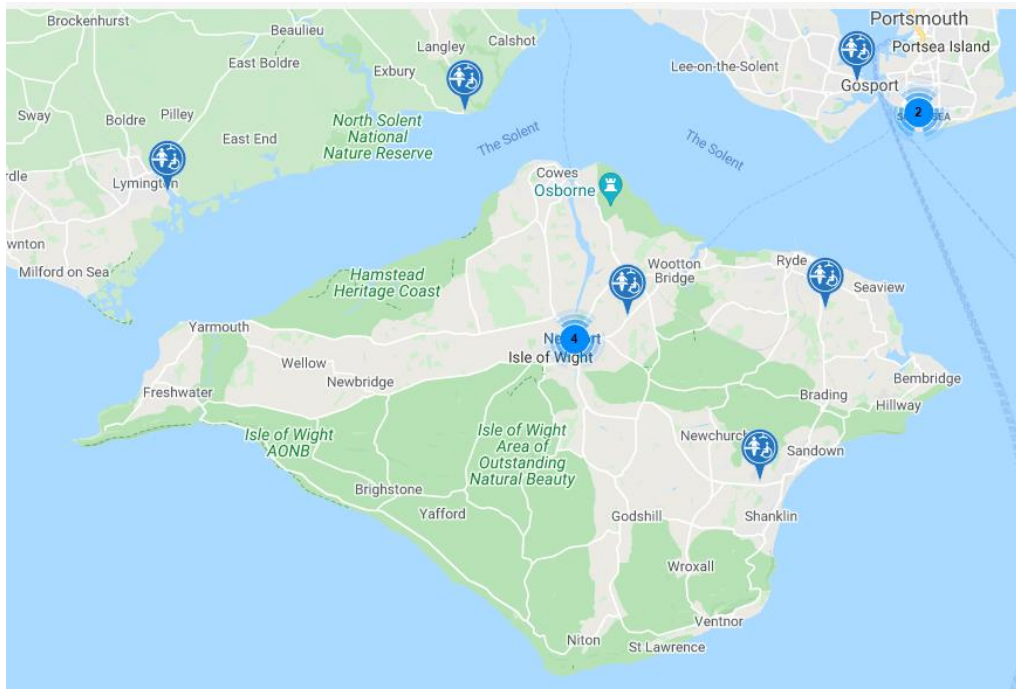 Brockenhurst
Beaulieu
Langley
Calshot
Portsmouth
Portsea Island
East Boldre
Exbury
Lee-on-the-Solent
Gosport
Sway
Boldre
Pilley
East End
North Solent
National
Nature Reserve
The Solent
The Solent
2
Lymington
Milford on Sea
Cowes
Osborne
Hamstead
Heritage Coast
Wootton
Bridge
Ryde
Seaview
Yarmouth
4
Isle of Wight
Wellow
Newbridge
Freshwater
Bembridge
Brading
Hillway
Isle of Wight
AONB
Isle of Wight
Area of
Outstanding
Natural Beauty
Newchurch
Sandown
Brighstone
Yafford
Godshill
Shanklin
Wroxall
Ventnor
Niton
St Lawrence